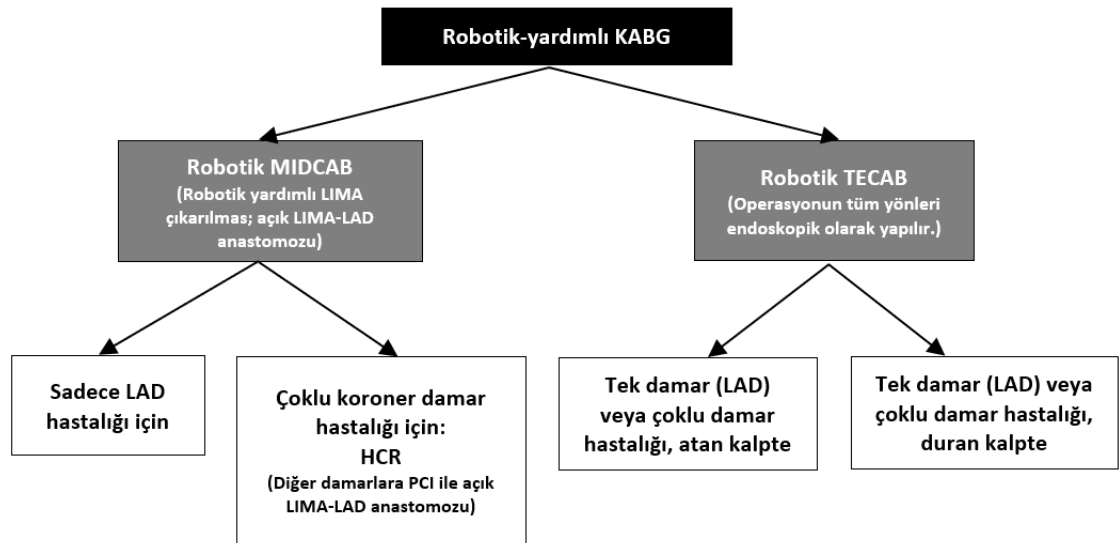 Robotik-yardımlı KABG
Robotik MIDCAB
(Robotik yardımlı LIMA
çıkarılmas; açık LIMA-LAD
anastomozu)
Robotik TECAB
(Operasyonun tüm yönleri
endoskopik olarak yapılır.)
Sadece LAD
hastalığı için
Çoklu koroner damar
hastalığı için:
HCR
(Diğer damarlara PCI ile açık
LIMA-LAD anastomozu)
Tek damar (LAD)
veya çoklu damar
hastalığı, atan kalpte
Tek damar (LAD) veya
çoklu damar hastalığı,
duran kalpte